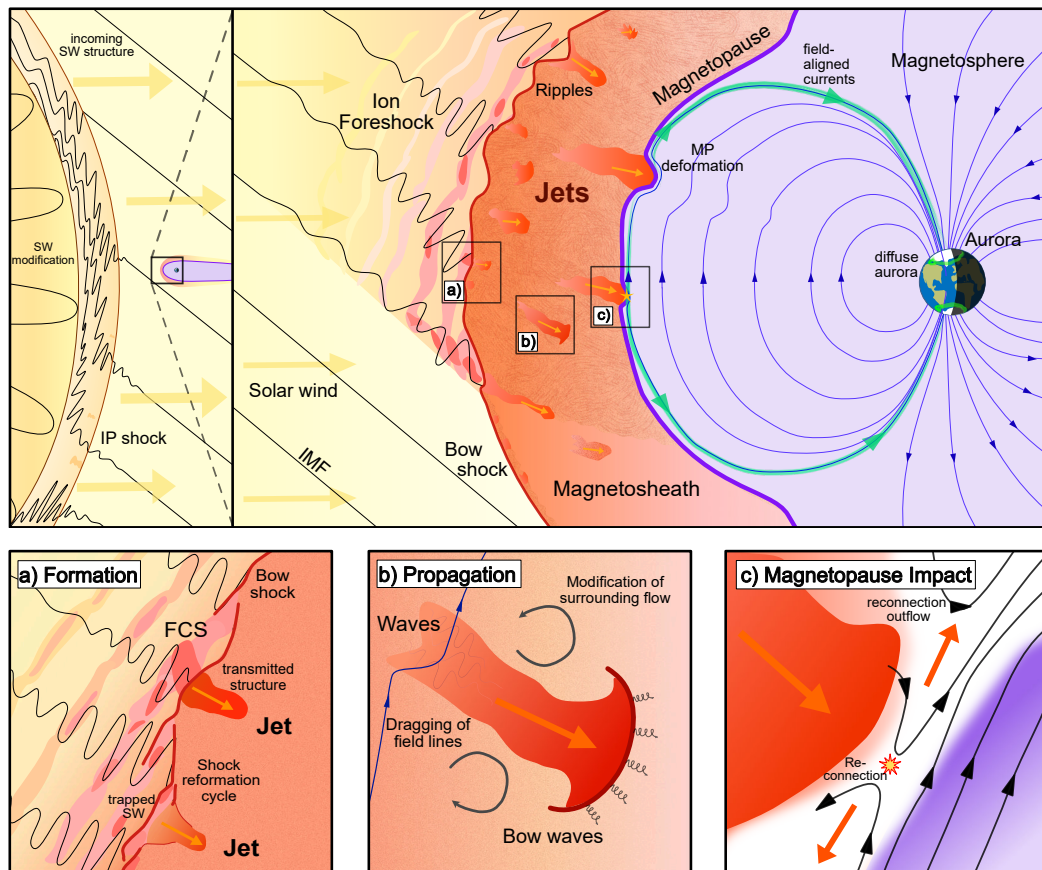 incoming
SW structure
SW
modification
IP shock
Ion
Foreshock
Solar wind
IMF
Bow
shock
Ripples
Jets
Magnetosheath
Magnetopause
MP
deformation
field-
aligned
currents
Magnetosphere
Aurora
diffuse
aurora
a)
b)
c)
a) Formation
Bow
shock
FCS
transmitted
structure
Jet
Shock
reformation
cycle
trapped
SW
Jet
b) Propagation
Modification of
surrounding flow
Waves
Dragging of
field lines
Bow waves
c) Magnetopause Impact
reconnection
outflow
Re-
connection